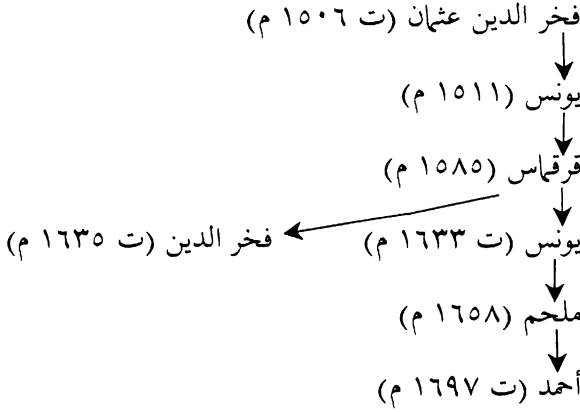 فخر الدين عثمان (ت ١٥٠٦ م)
يونس (١٥١١ م)
قرقماس (١٥٨٥ م)
يونس (ت ١٦٣٣ م) فخر الدين (ت ١٦٣٥ م)
ملحم (١٦٥٨ م)
أحمد (ت ١٦٩٧ م)